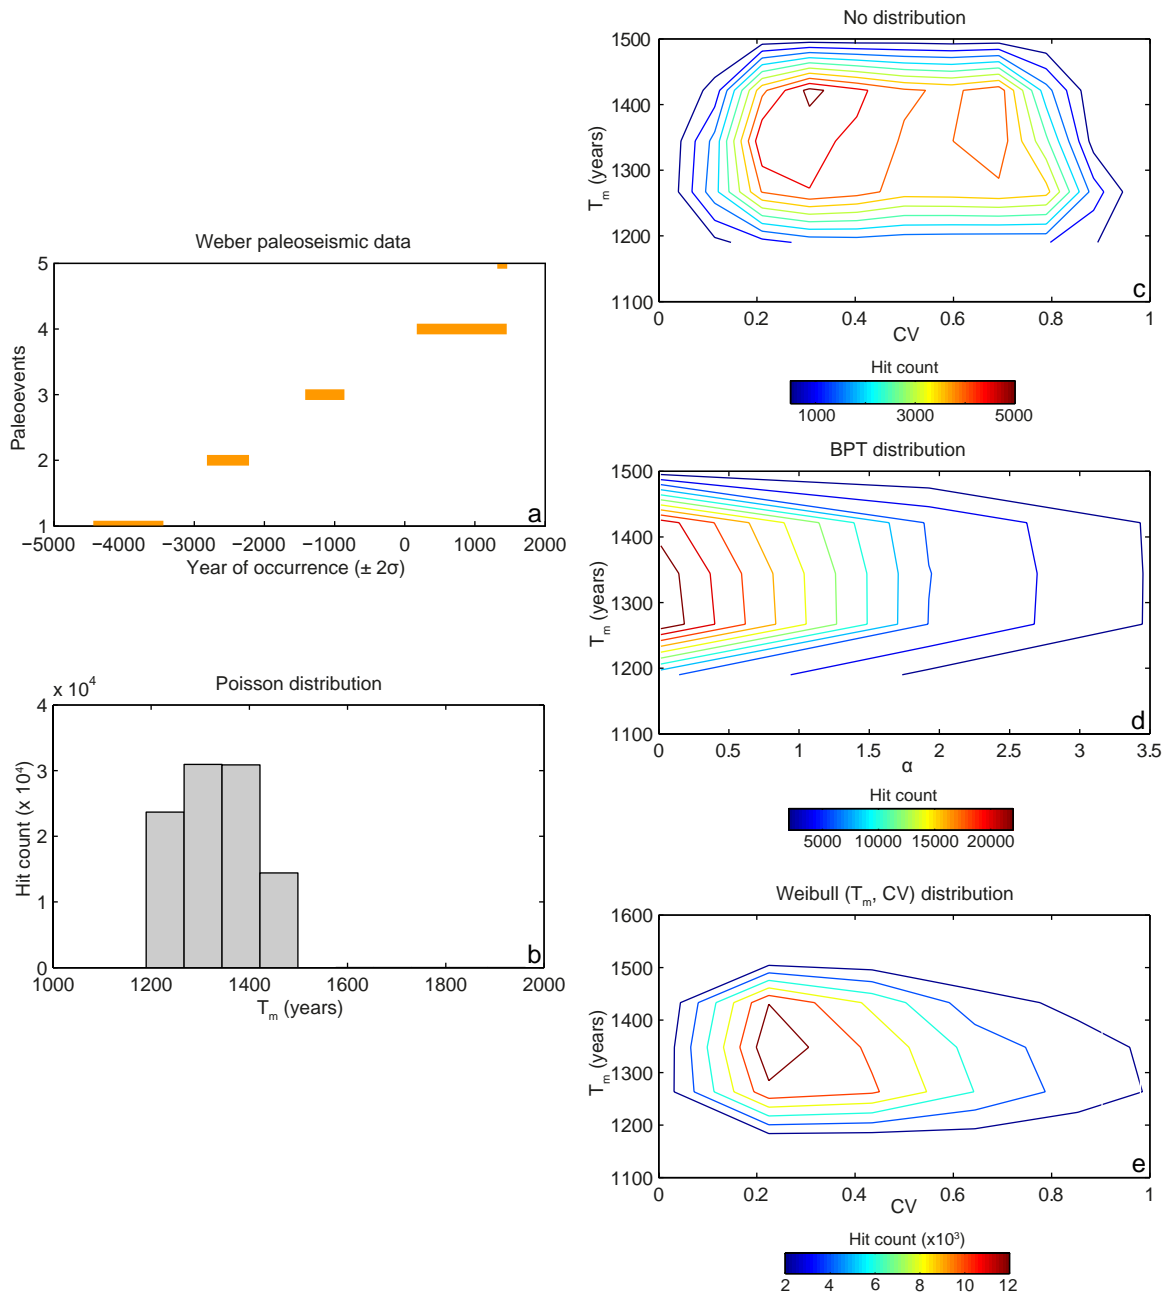 Weber paleoseismic data
5
4
3
2
1
Paleoevents
a
−5000 −4000 −3000 −2000 −1000 0 1000 2000
Year of occurrence (± 2σ)
Poisson distribution
x 10⁴
4
3
2
1
0
Hit count (x 10⁴)
b
1000 1200 1400 1600 1800 2000
Tₘ (years)
No distribution
1500
1400
1300
1200
1100
Tₘ (years)
c
0 0.2 0.4 0.6 0.8 1
CV
Hit count
1000 3000 5000
BPT distribution
1500
1400
1300
1200
1100
Tₘ (years)
d
0 0.5 1 1.5 2 2.5 3 3.5
α
Hit count
5000 10000 15000 20000
Weibull (Tₘ, CV) distribution
1600
1500
1400
1300
1200
1100
Tₘ (years)
e
0 0.2 0.4 0.6 0.8 1
CV
Hit count (x10³)
2 4 6 8 10 12